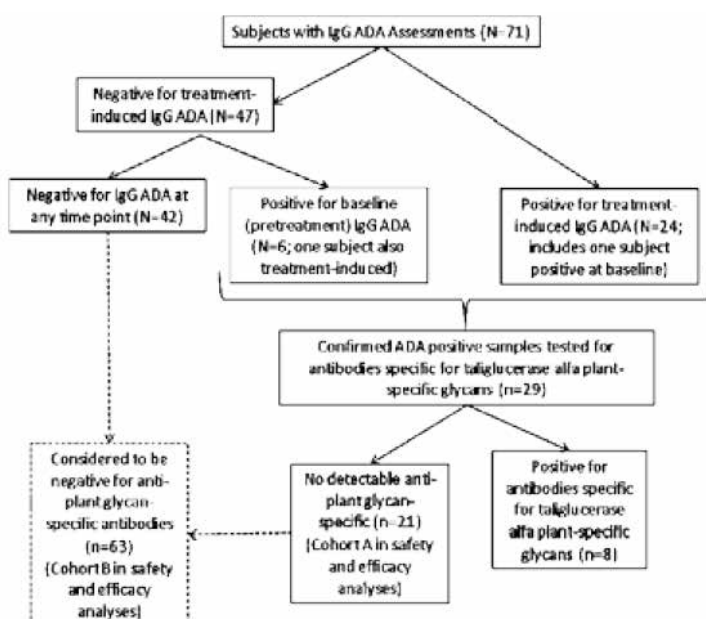 Subjects with IgG ADA Assessments (N=71)
Negative for treatment-
induced IgG ADA (N=47)
Negative for IgG ADA at
any time point (N=42)
Positive for baseline
(pretreatment) IgG ADA
(N=6; one subject also
treatment-induced)
Positive for treatment-
induced IgG ADA (N=24;
includes one subject
positive at baseline)
Confirmed ADA positive samples tested for
antibodies specific for taliglucerase alfa plant-
specific glycans (n=29)
Considered to be
negative for anti-
plant glycan-
specific antibodies
(n=63)
(Cohort B in safety
and efficacy
analyses)
No detectable anti-
plant glycan-
specific (n=21)
(Cohort A in safety
and efficacy
analyses)
Positive for
antibodies specific
for taliglucerase
alfa plant-specific
glycans (n=8)